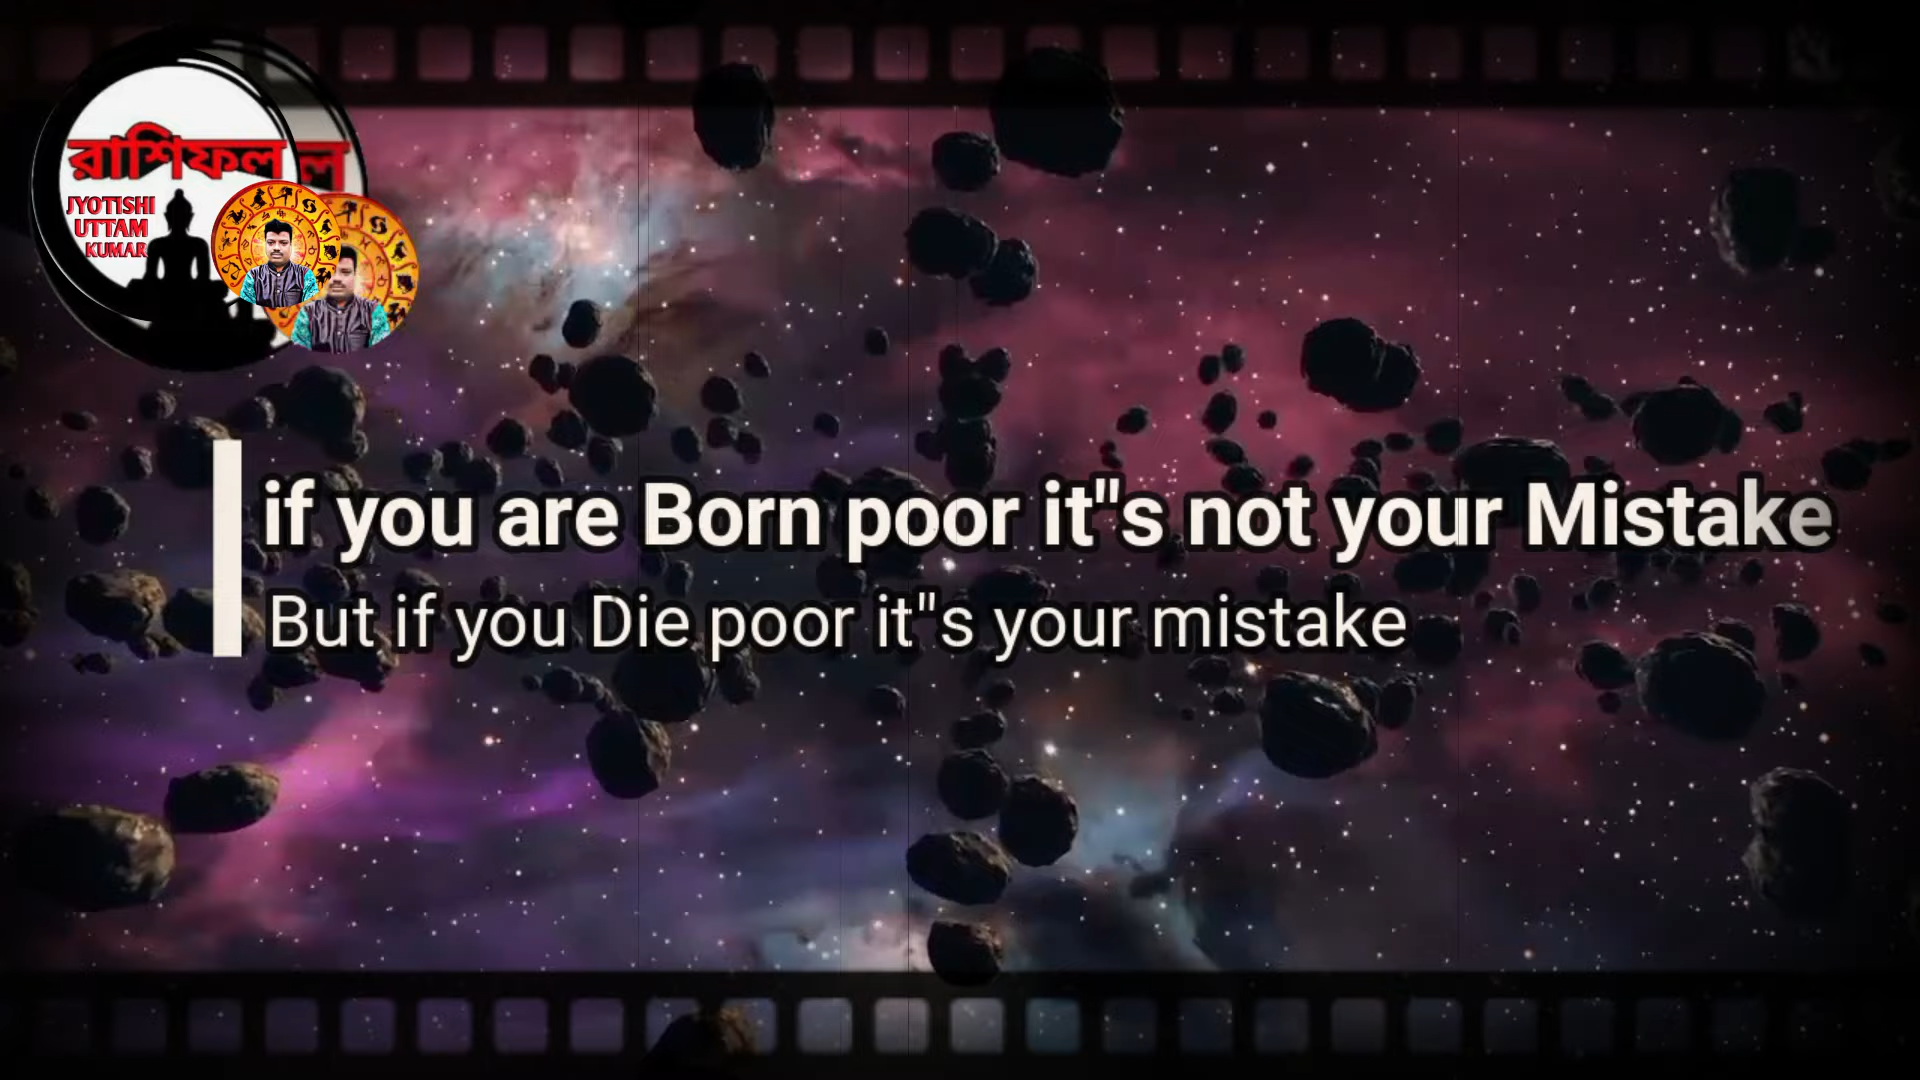 রাশিফল ল
JYOTISHI
UTTAM
KUMAR
if you are Born poor it"s not your Mistake
But if you Die poor it"s your mistake